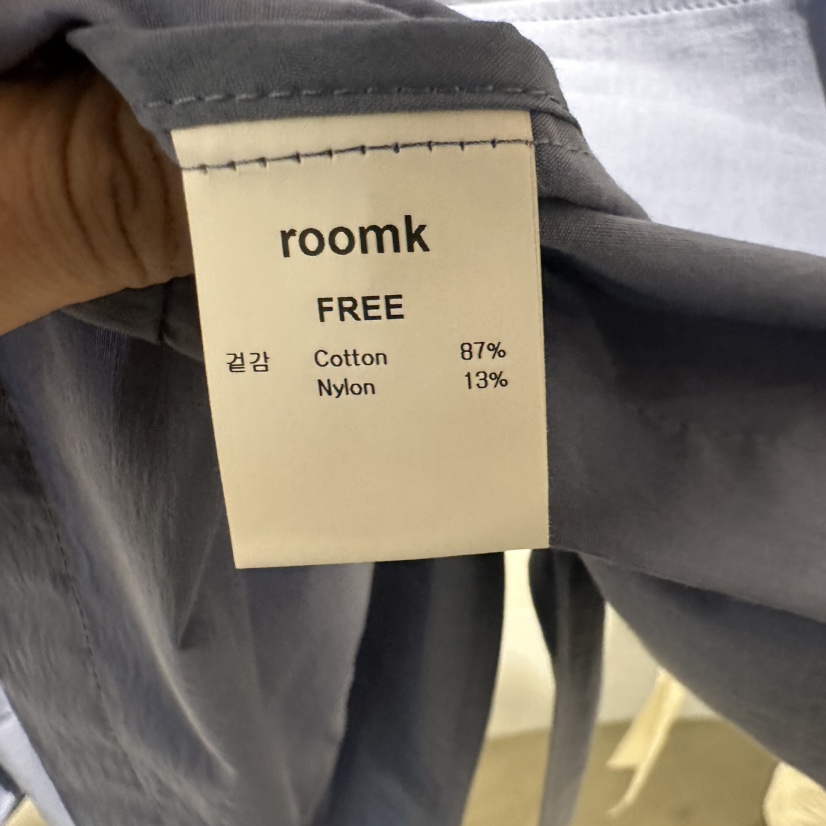 roomk
FREE
겉감 Cotton 87%
Nylon 13%